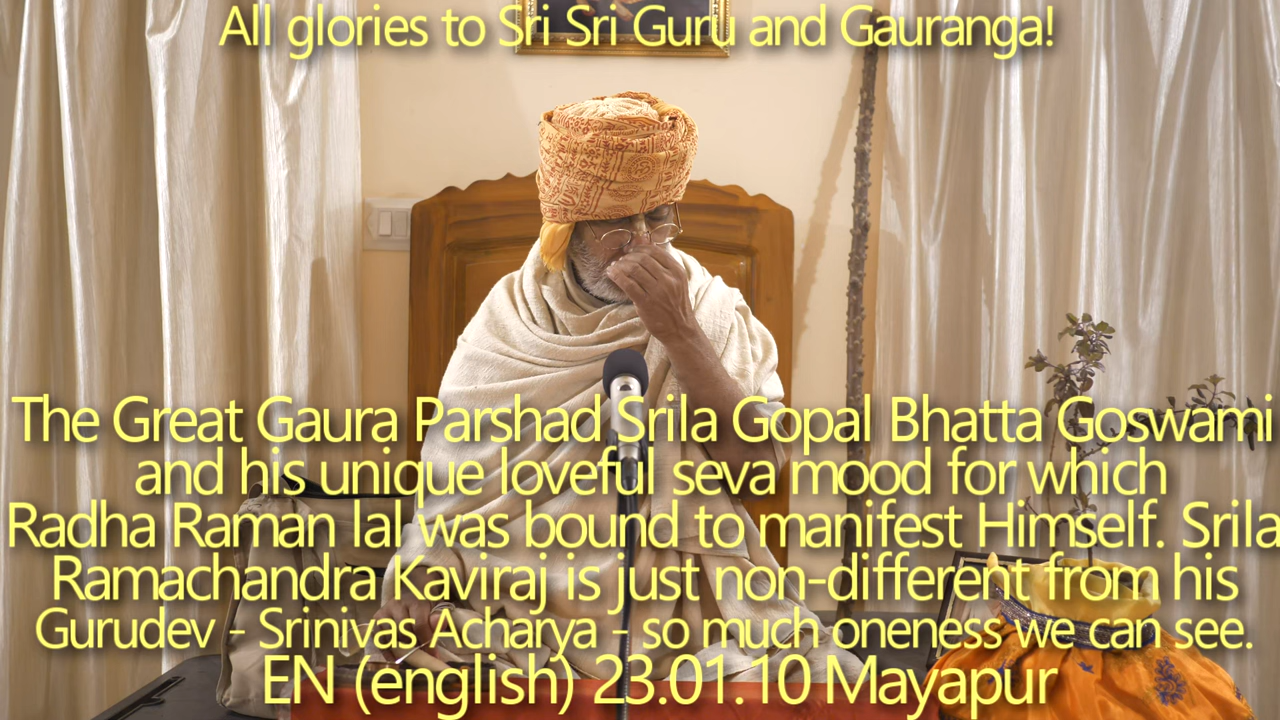 All glories to Sri Sri Guru and Gauranga!
The Great Gaura Parshad Srila Gopal Bhatta Goswami
and his unique loveful seva mood for which
Radha Raman lal was bound to manifest Himself. Srila
Ramachandra Kaviraj is just non-different from his
Gurudev - Srinivas Acharya - so much oneness we can see.
EN (english) 23.01.10 Mayapur